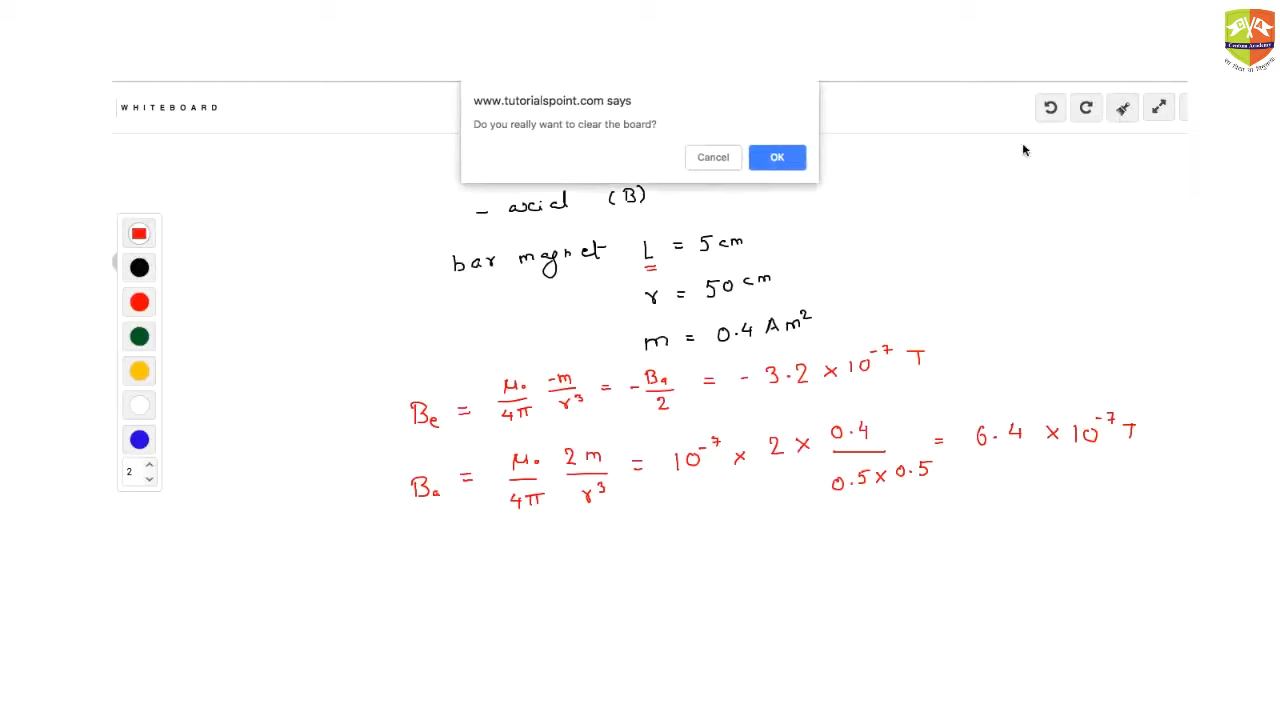 Centum Academy
WHITEBOARD
www.tutorialspoint.com says
Do you really want to clear the board?
Cancel OK
- axial (B)
bar magnet L = 5 cm
r = 50 cm
m = 0.4 Am²
Bₑ = μ₀/4π -m/r³ = - Bₐ/2 = - 3.2 × 10⁻⁷ T
Bₐ = μ₀/4π 2m/r³ = 10⁻⁷ × 2 × 0.4/0.5×0.5 = 6.4 × 10⁻⁷ T
2